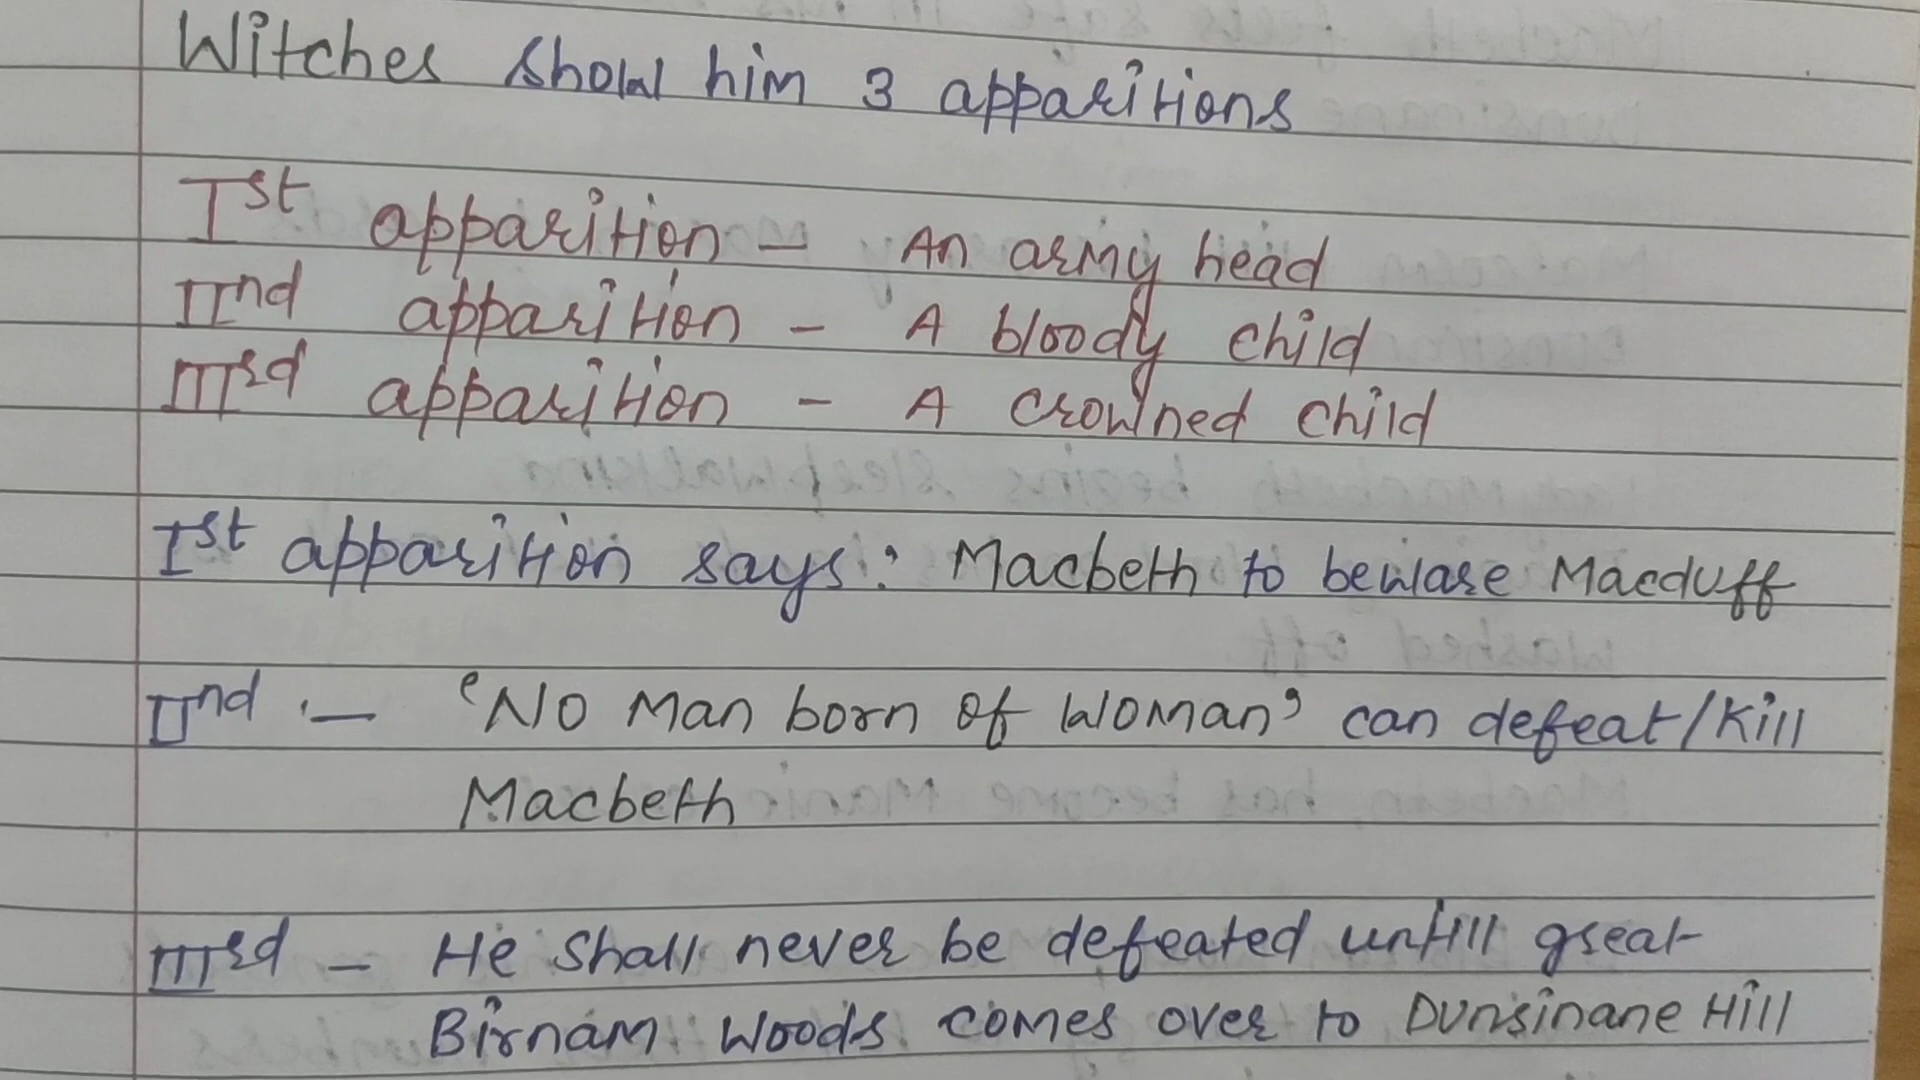 Witches show him 3 apparitions
Ist apparition – An army head
IInd apparition – A bloody child
IIIrd apparition – A crowned child
Ist apparition says: Macbeth to beware Macduff
IInd :– 'No Man born of woman' can defeat/kill
Macbeth
IIIrd – He shall never be defeated untill great
Birnam woods comes over to Dunsinane Hill